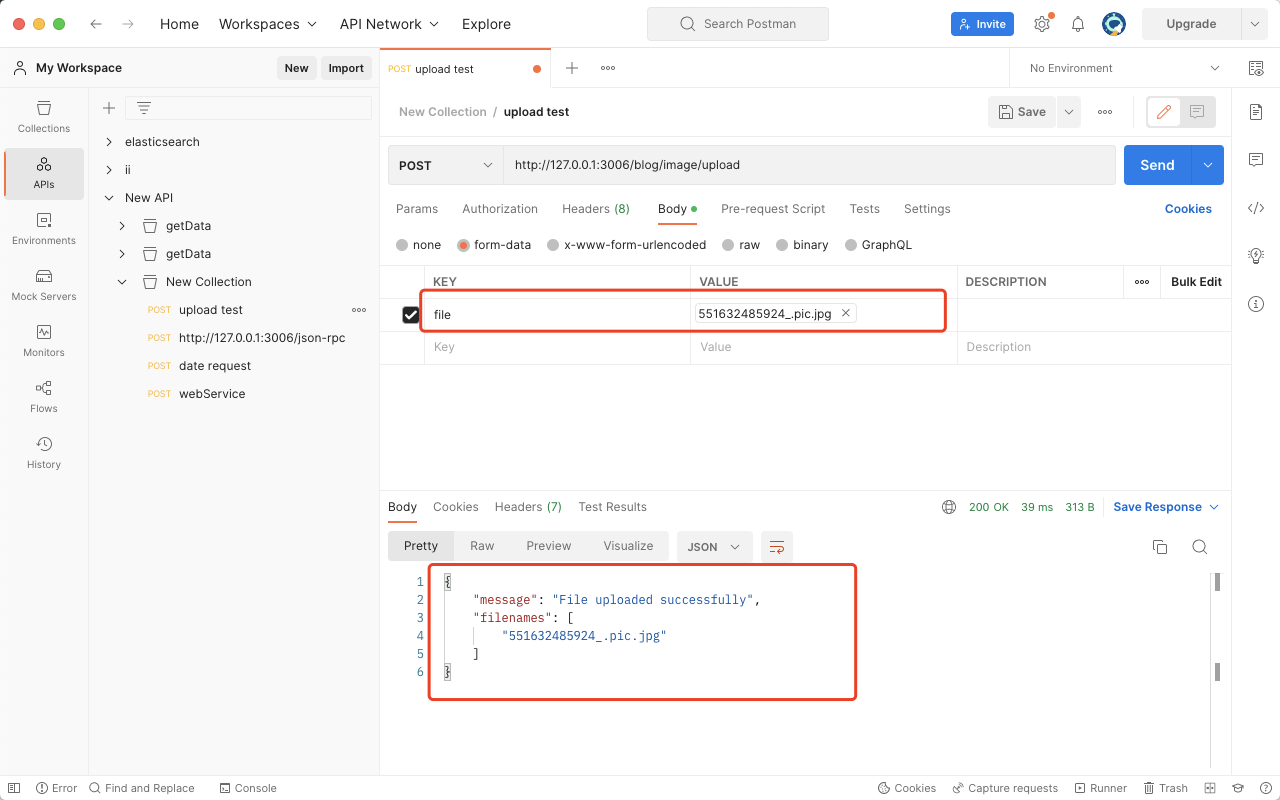 Home Workspaces API Network Explore Search Postman Invite Upgrade
My Workspace New Import POST upload test No Environment
New Collection / upload test Save
Collections
APIs
Environments
Mock Servers
Monitors
Flows
History
elasticsearch
ii
New API
getData
getData
New Collection
POST upload test
POST http://127.0.0.1:3006/json-rpc
POST date request
POST webService
POST http://127.0.0.1:3006/blog/image/upload Send
Params Authorization Headers (8) Body Pre-request Script Tests Settings Cookies
none form-data x-www-form-urlencoded raw binary GraphQL
KEY VALUE DESCRIPTION Bulk Edit
file 551632485924_.pic.jpg
Key Value Description
Body Cookies Headers (7) Test Results 200 OK 39 ms 313 B Save Response
Pretty Raw Preview Visualize JSON
1 {
2 "message": "File uploaded successfully",
3 "filenames": [
4 "551632485924_.pic.jpg"
5 ]
6 }
Error Find and Replace Console Cookies Capture requests Runner Trash